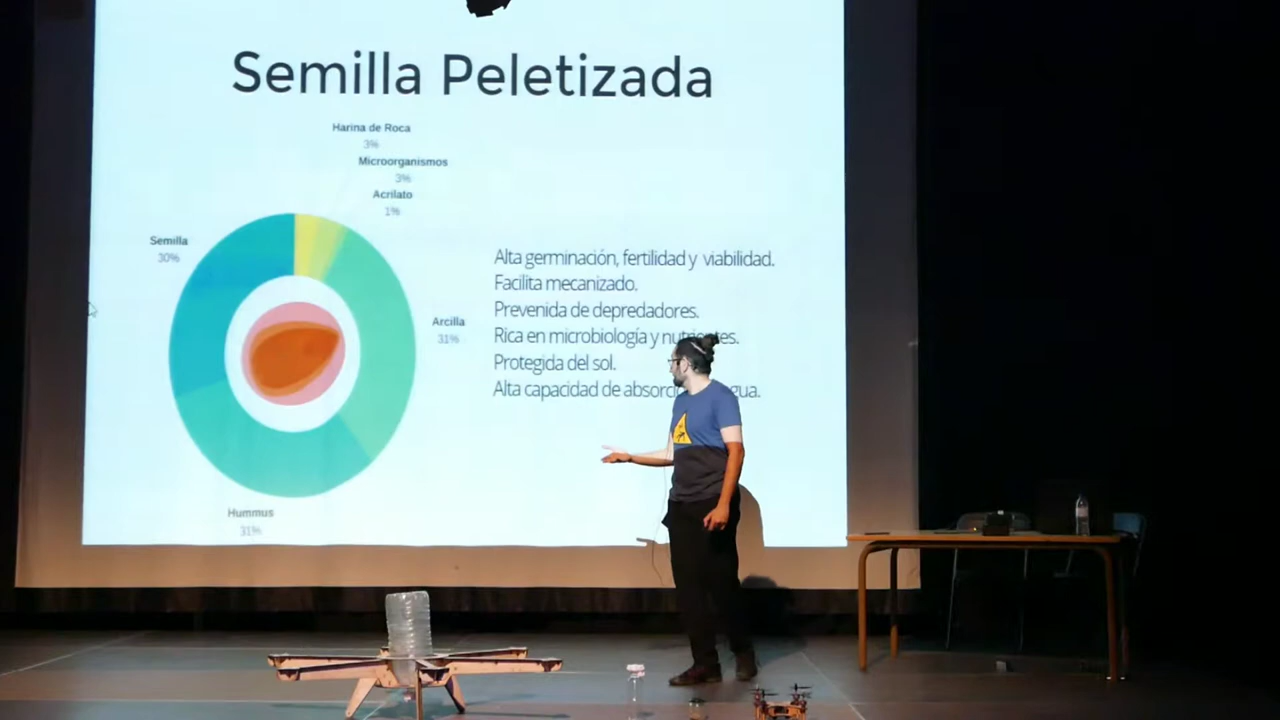 Semilla Peletizada
Harina de Roca
3%
Microorganismos
3%
Acrilato
1%
Semilla
30%
Arcilla
31%
Hummus
31%
Alta germinación, fertilidad y viabilidad.
Facilita mecanizado.
Prevenida de depredadores.
Rica en microbiología y nutrientes.
Protegida del sol.
Alta capacidad de